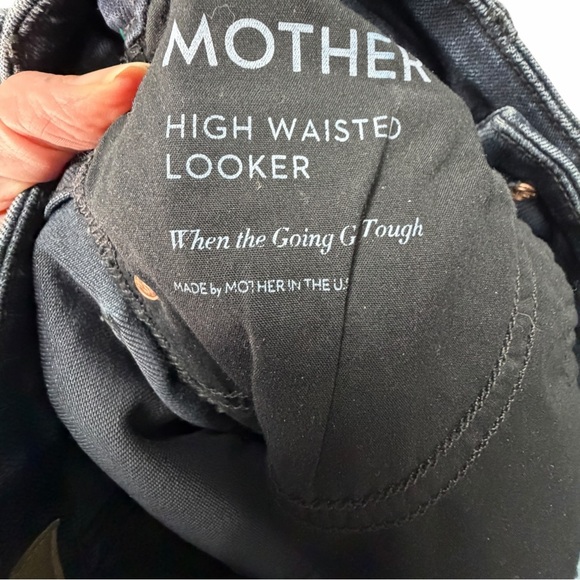 MOTHER
HIGH WAISTED
LOOKER
When the Going G Tough
MADE by MOTHER IN THE U.S